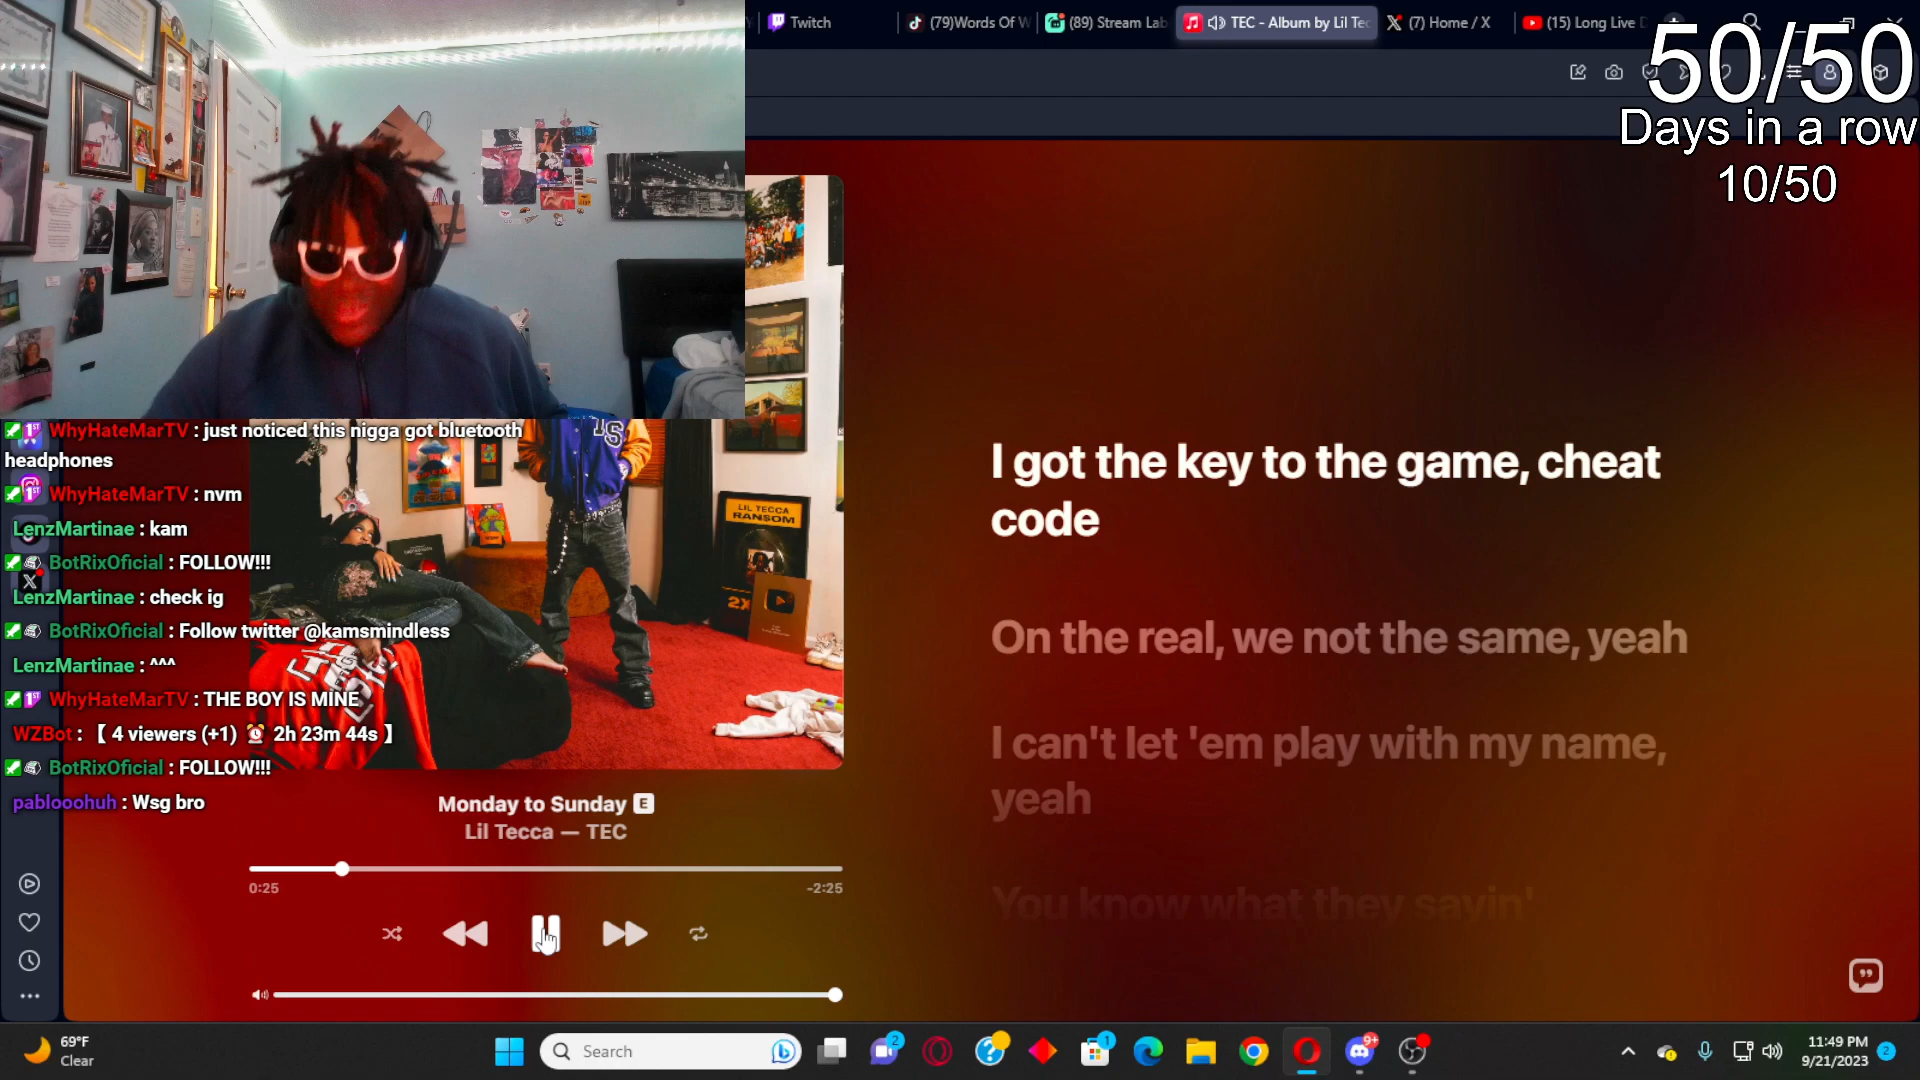 Twitch
(79)Words Of W
(89) Stream Lab
TEC - Album by Lil Tec
(7) Home / X
(15) Long Live
50/50
Days in a row
10/50
WhyHateMarTV : just noticed this nigga got bluetooth
headphones
WhyHateMarTV : nvm
LenzMartinae : kam
BotRixOficial : FOLLOW!!!
LenzMartinae : check ig
BotRixOficial : Follow twitter @kamsmindless
LenzMartinae : ^^^
WhyHateMarTV : THE BOY IS MINE
WZBot : 【 4 viewers (+1) ⏰ 2h 23m 44s 】
BotRixOficial : FOLLOW!!!
pablooohuh : Wsg bro
LIL TECCA
RANSOM
2X
Monday to Sunday E
Lil Tecca — TEC
0:25
-2:25
I got the key to the game, cheat
code
On the real, we not the same, yeah
I can't let 'em play with my name,
yeah
You know what they sayin'
69°F
Clear
Search
2
1
9+
11:49 PM
9/21/2023
2